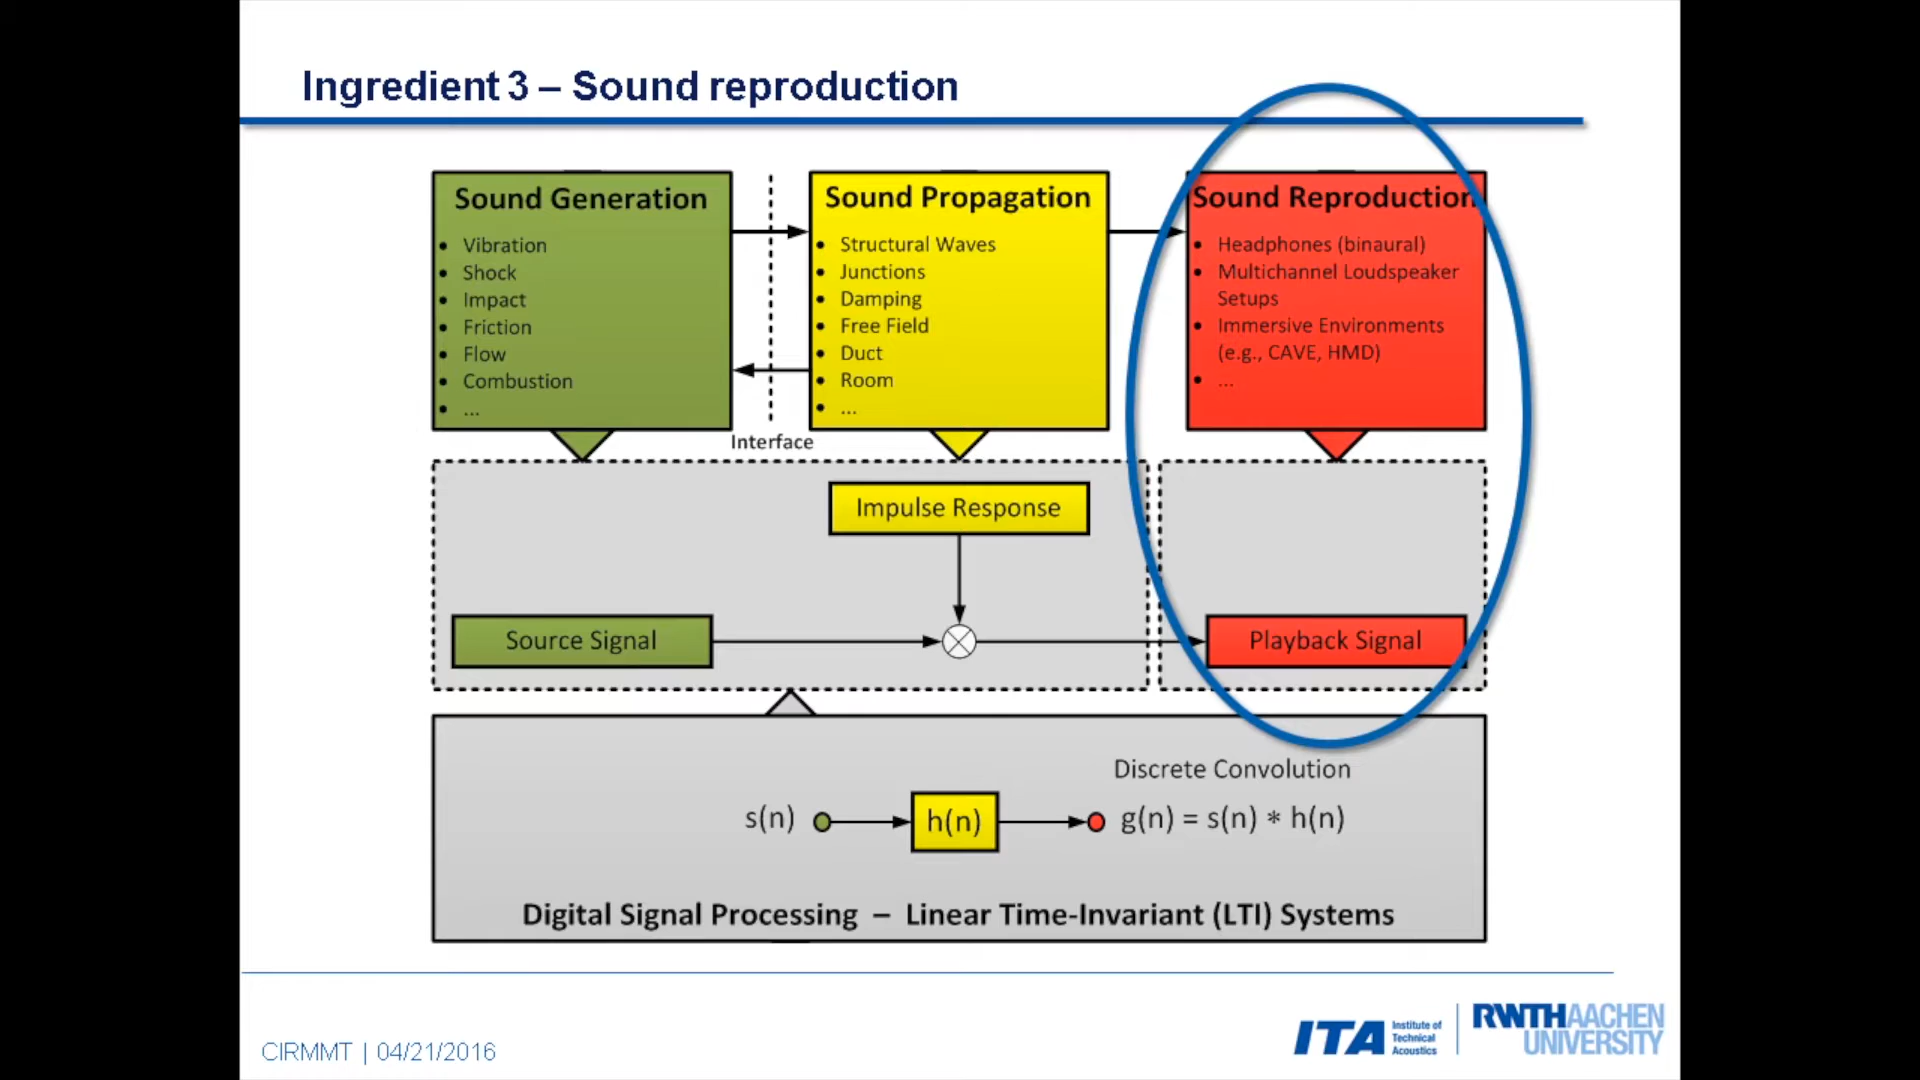 Ingredient 3 – Sound reproduction
Sound Generation
• Vibration
• Shock
• Impact
• Friction
• Flow
• Combustion
• ...
Interface
Sound Propagation
• Structural Waves
• Junctions
• Damping
• Free Field
• Duct
• Room
• ...
Sound Reproduction
• Headphones (binaural)
• Multichannel Loudspeaker
Setups
• Immersive Environments
(e.g., CAVE, HMD)
• ...
Impulse Response
Source Signal
Playback Signal
Discrete Convolution
s(n)
h(n)
g(n) = s(n) * h(n)
Digital Signal Processing – Linear Time-Invariant (LTI) Systems
CIRMMT | 04/21/2016
ITA
Institute of
Technical
Acoustics
RWTHAACHEN
UNIVERSITY